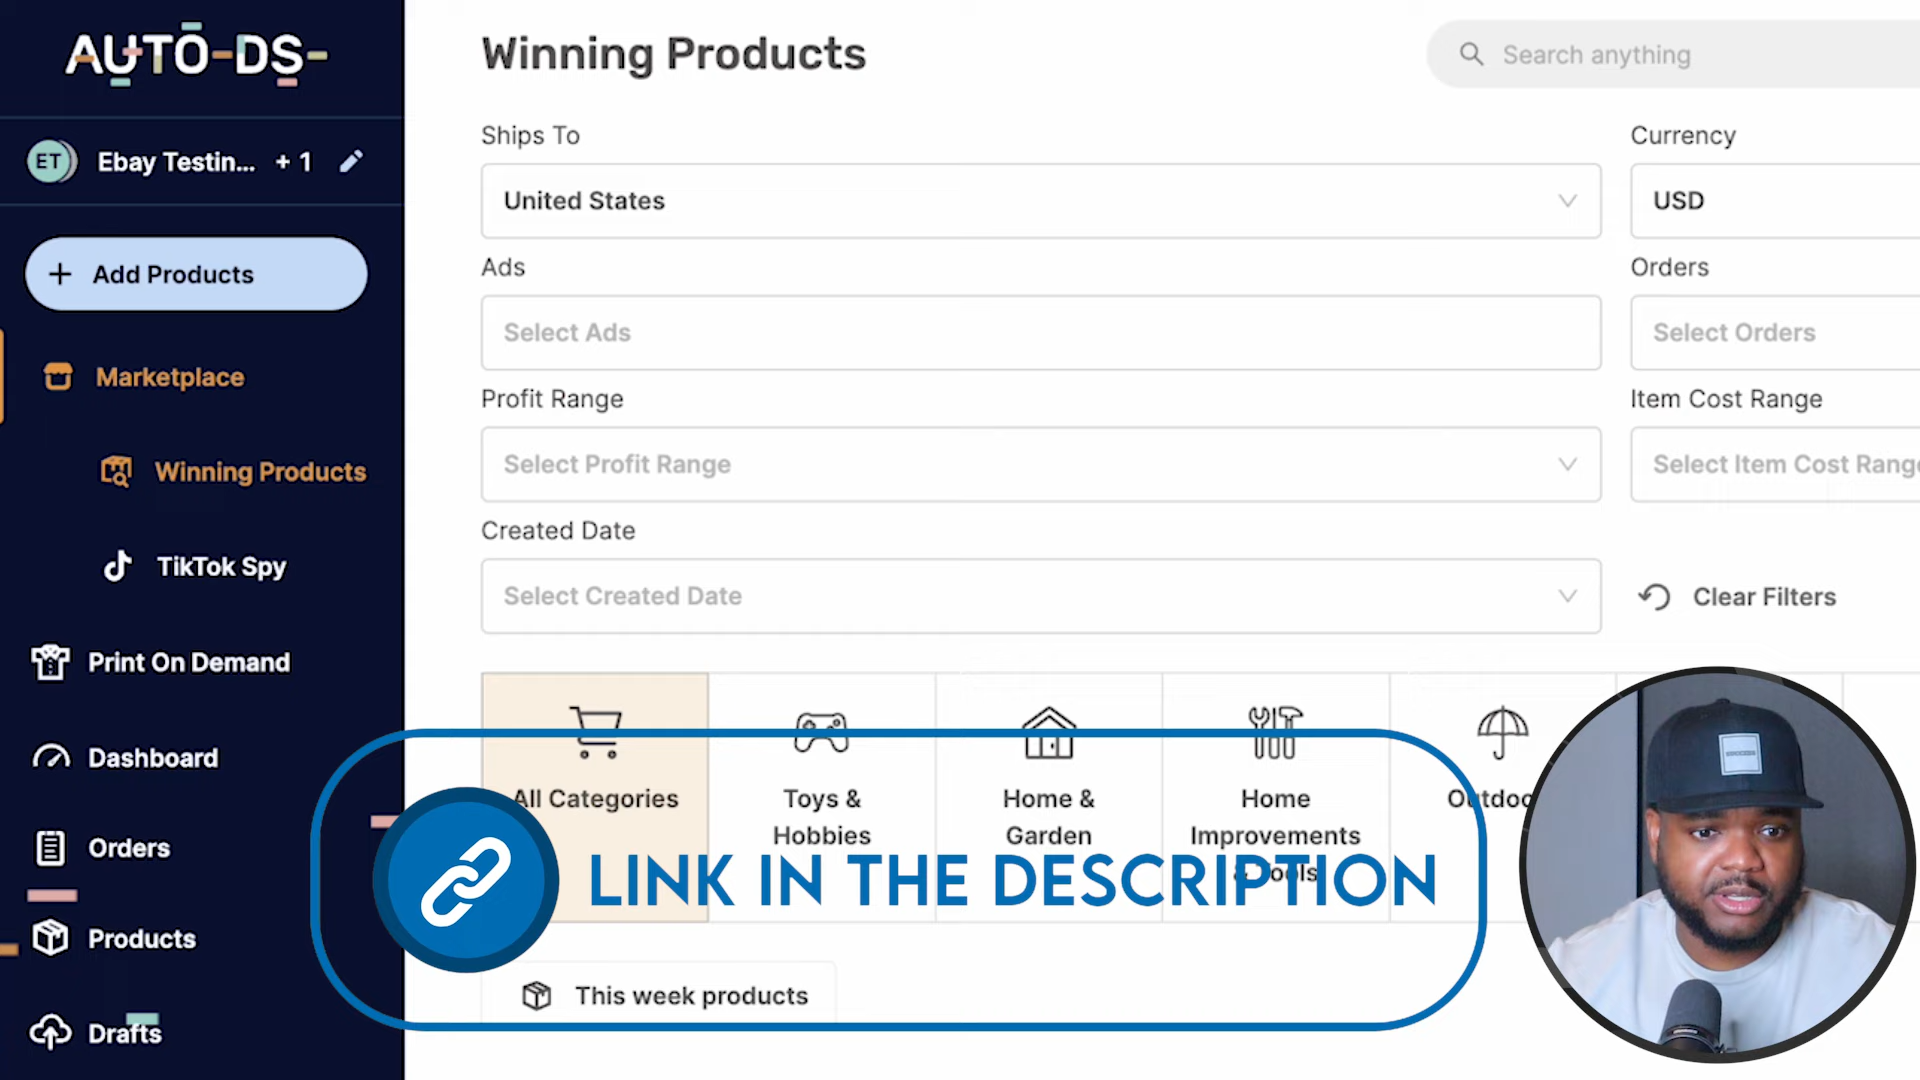 AUTO-DS-
ET
Ebay Testin... + 1
+ Add Products
Marketplace
Winning Products
TikTok Spy
Print On Demand
Dashboard
Orders
Products
Drafts
Winning Products
Search anything
Ships To
United States
Currency
USD
Ads
Select Ads
Orders
Select Orders
Profit Range
Select Profit Range
Item Cost Range
Select Item Cost Range
Created Date
Select Created Date
Clear Filters
All Categories
Toys &
Hobbies
Home &
Garden
Home
Improvements
& Tools
Outdoo
LINK IN THE DESCRIPTION
This week products